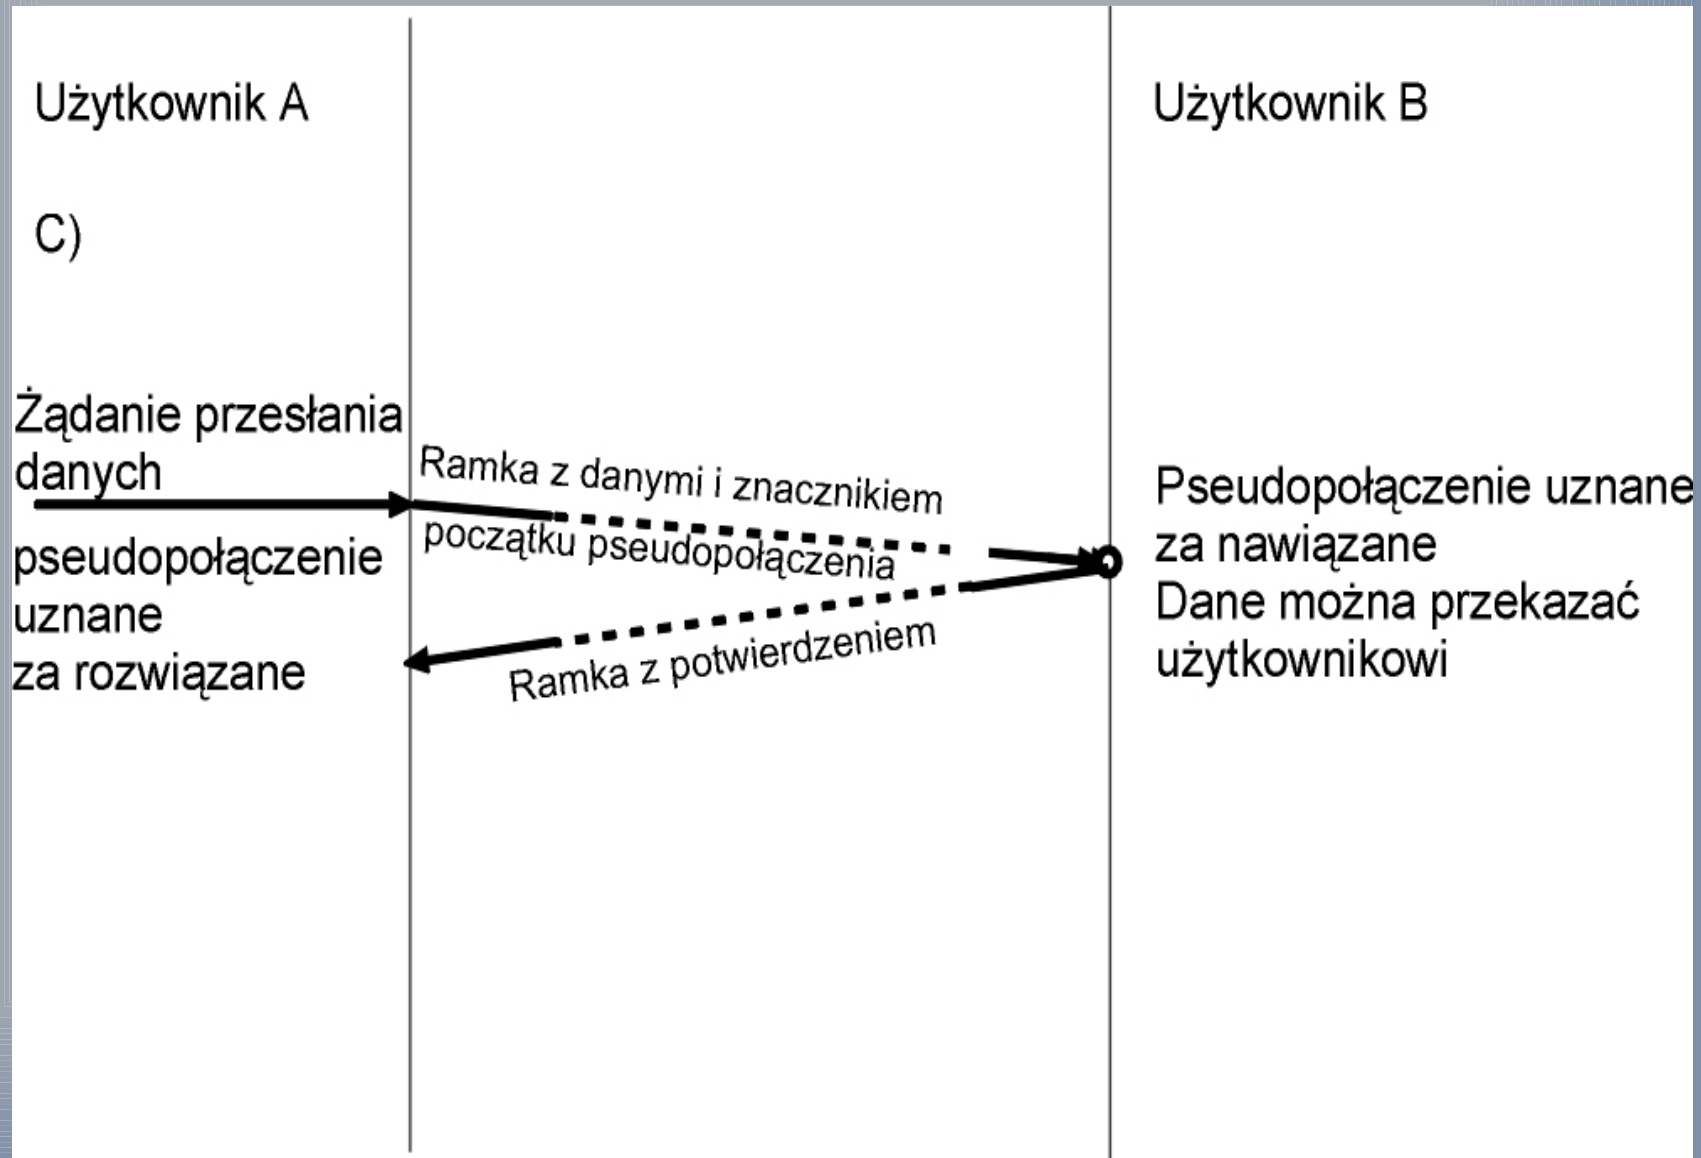 Użytkownik A
Użytkownik B
C)
Żądanie przesłania
danych
pseudopołączenie
uznane
za rozwiązane
Ramka z danymi i znacznikiem
początku pseudopołączenia
Ramka z potwierdzeniem
Pseudopołączenie uznane
za nawiązane
Dane można przekazać
użytkownikowi